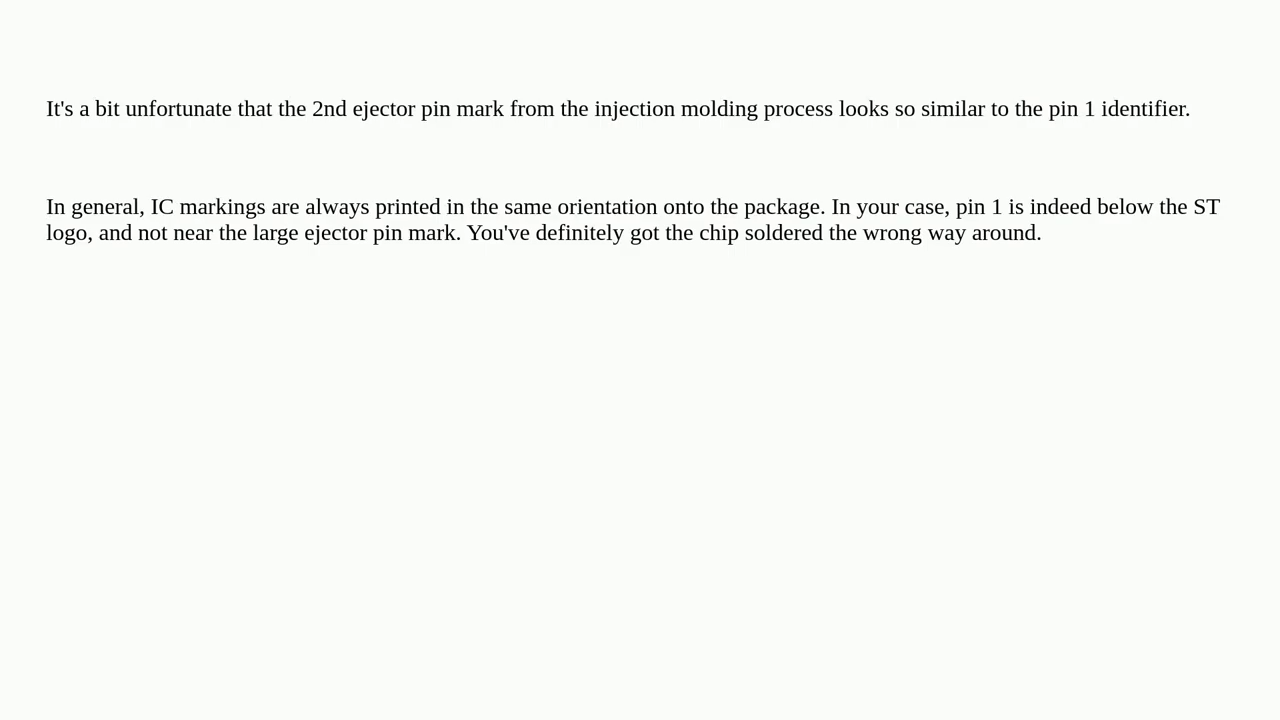 It's a bit unfortunate that the 2nd ejector pin mark from the injection molding process looks so similar to the pin 1 identifier.
In general, IC markings are always printed in the same orientation onto the package. In your case, pin 1 is indeed below the ST
logo, and not near the large ejector pin mark. You've definitely got the chip soldered the wrong way around.